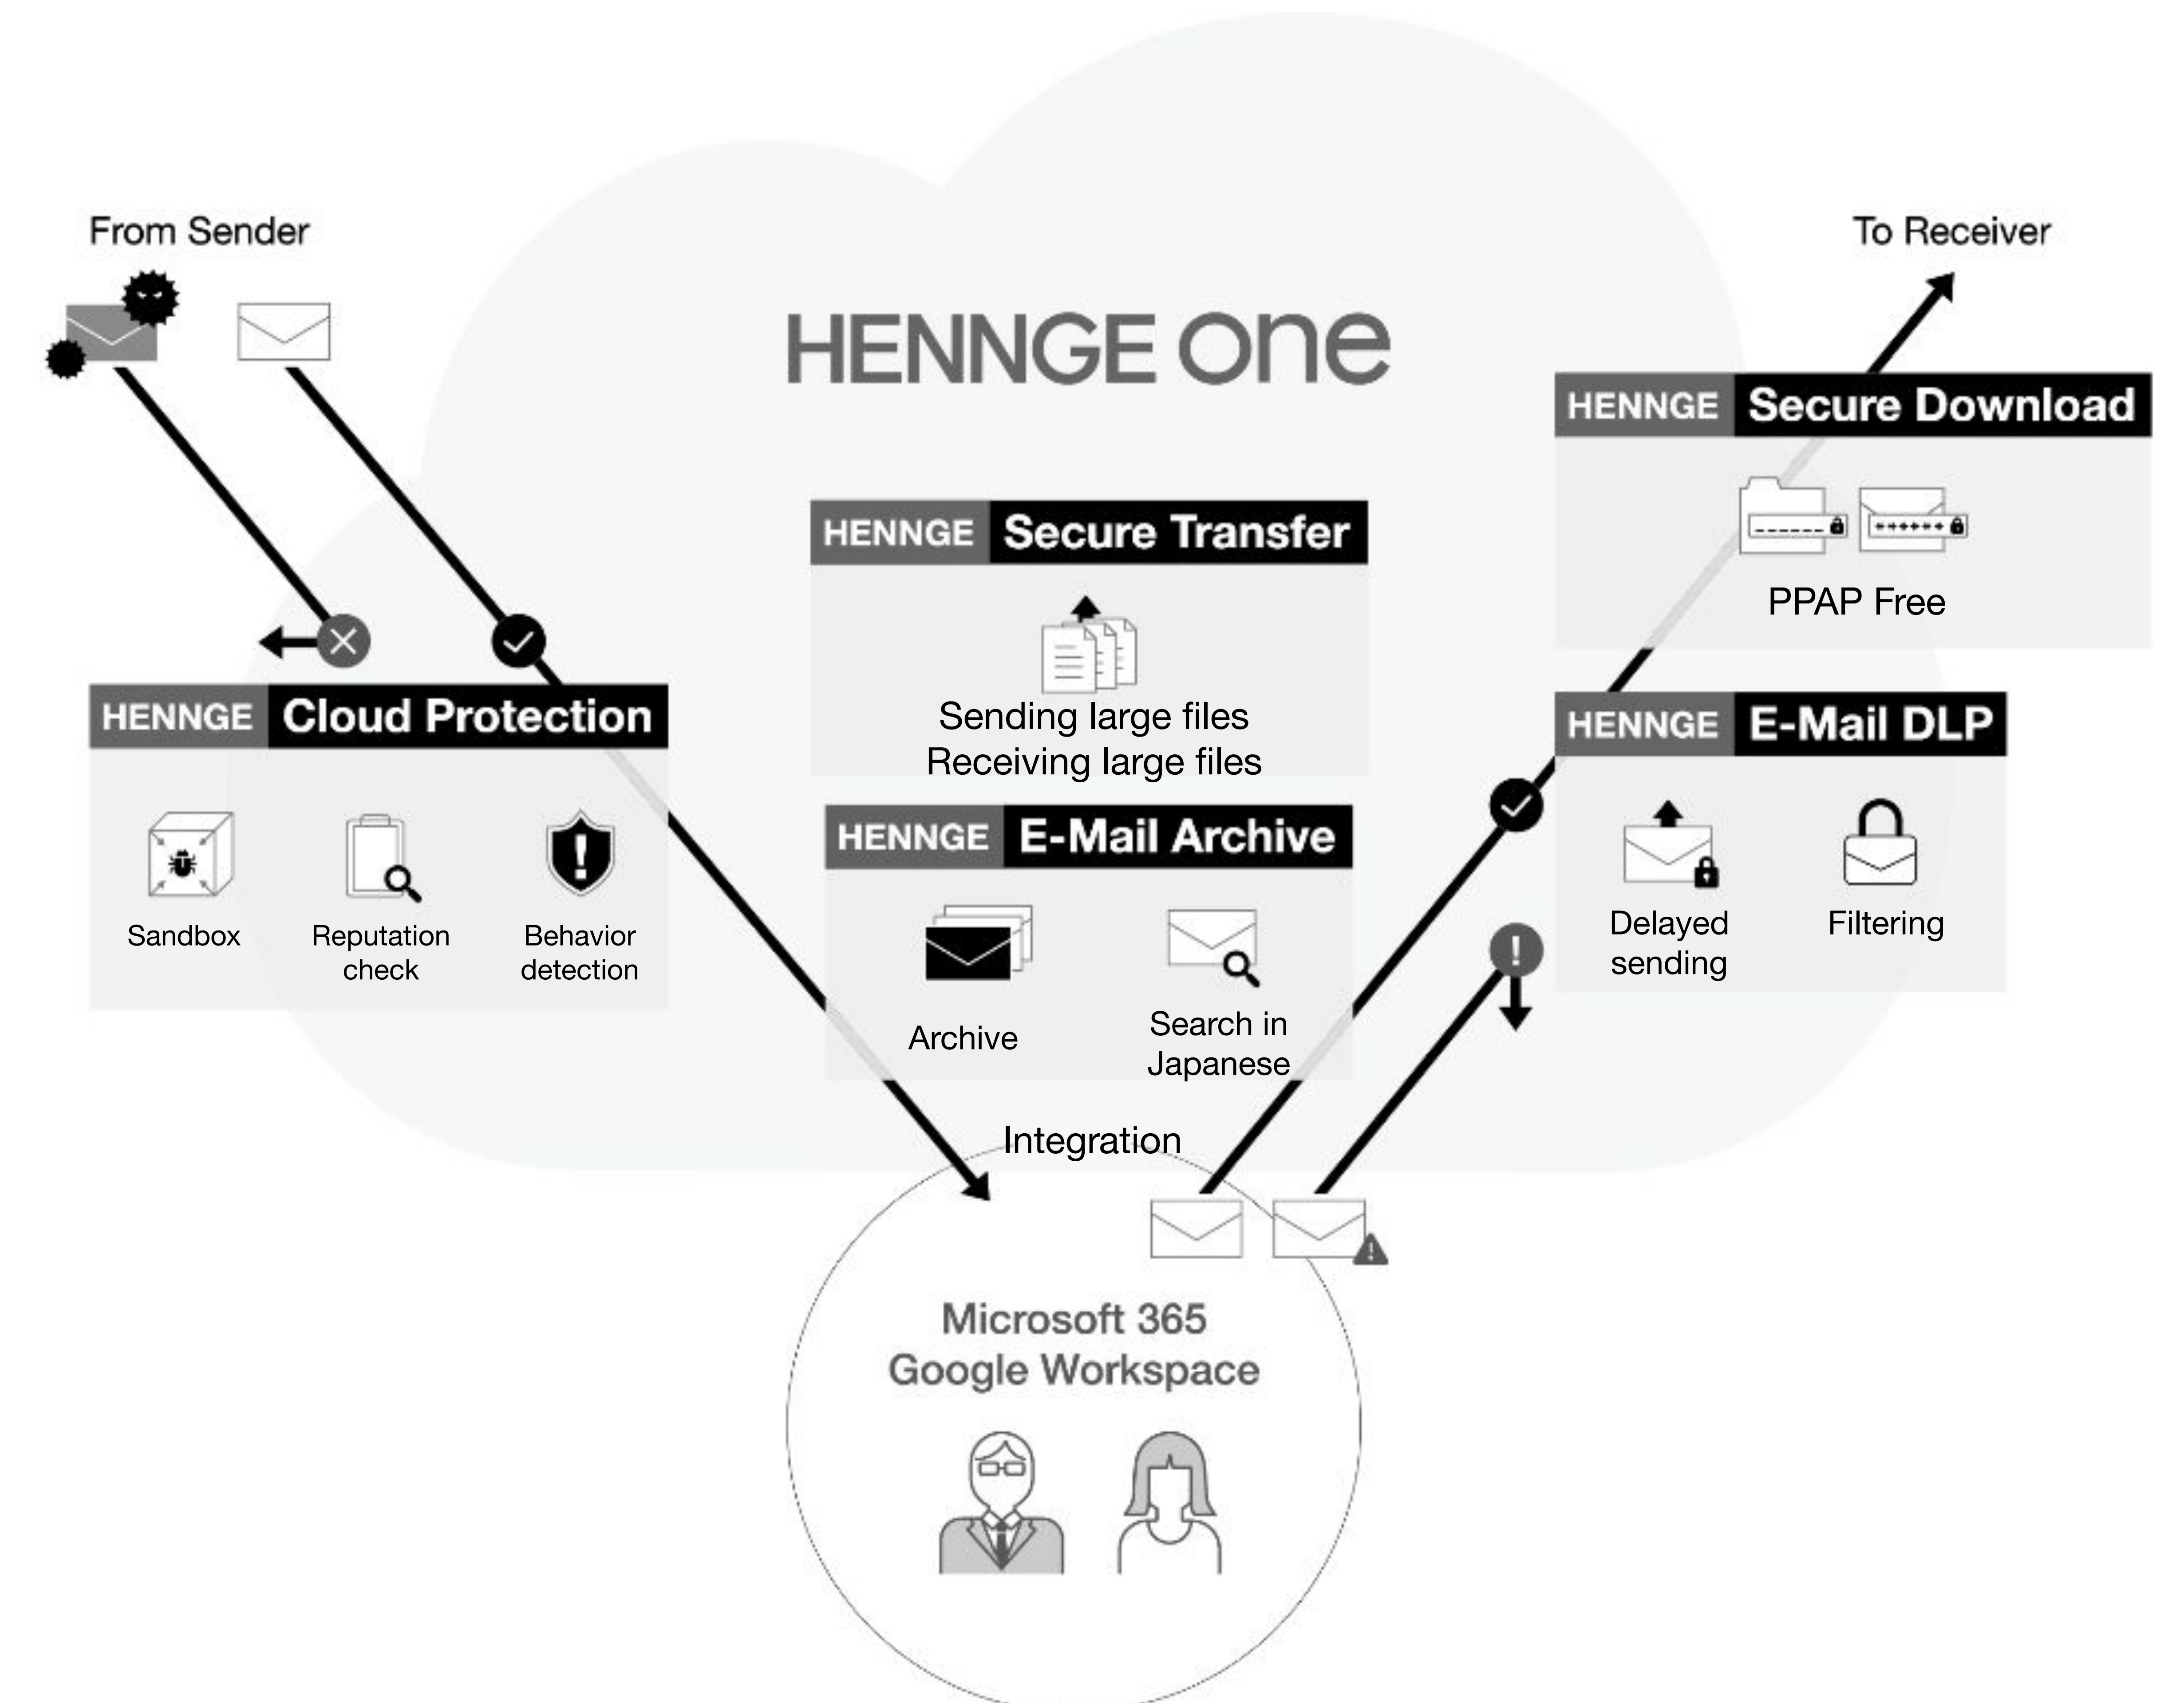 From Sender
To Receiver
HENNGE one
HENNGE Secure Download
PPAP Free
HENNGE Secure Transfer
Sending large files
Receiving large files
HENNGE Cloud Protection
Sandbox
Reputation
check
Behavior
detection
HENNGE E-Mail Archive
Archive
Search in
Japanese
HENNGE E-Mail DLP
Delayed
sending
Filtering
Integration
Microsoft 365
Google Workspace